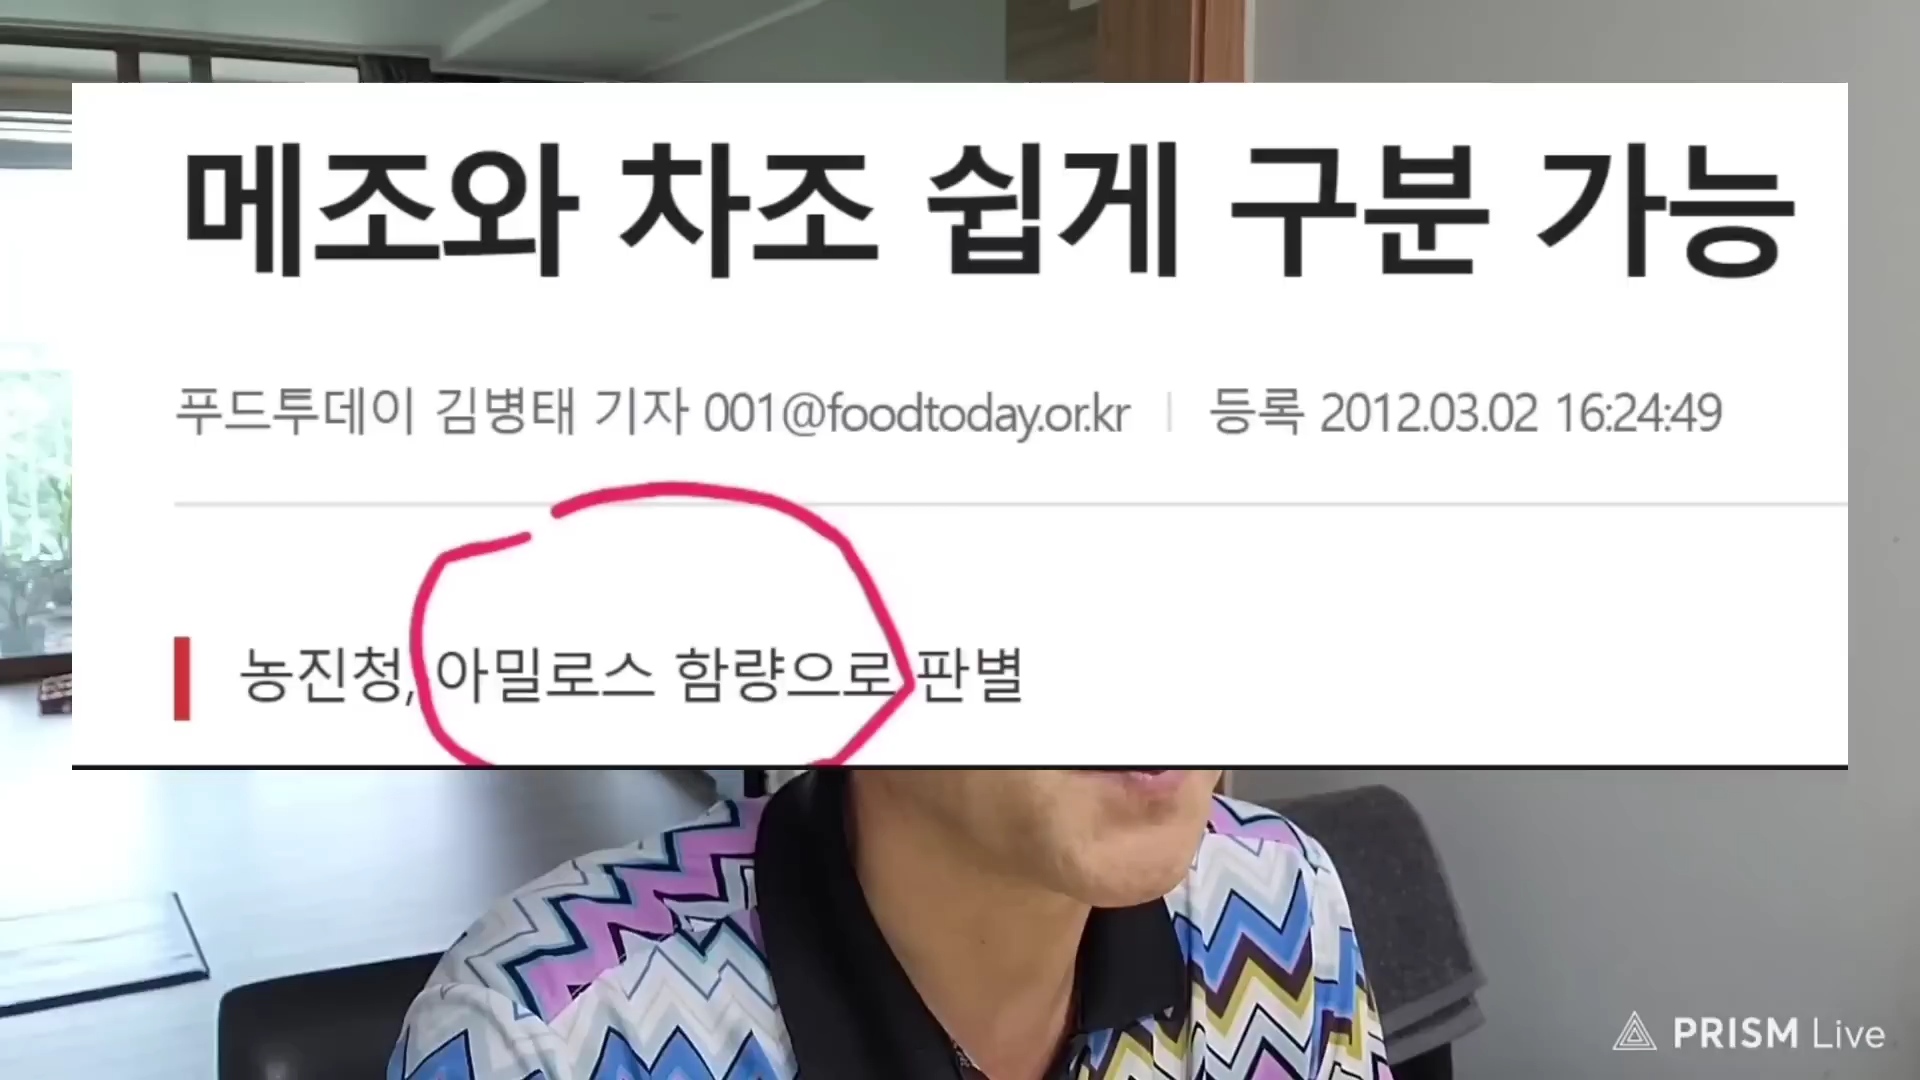 메조와 차조 쉽게 구분 가능
푸드투데이 김병태 기자 001@foodtoday.or.kr | 등록 2012.03.02 16:24:49
농진청, 아밀로스 함량으로 판별
PRISM Live